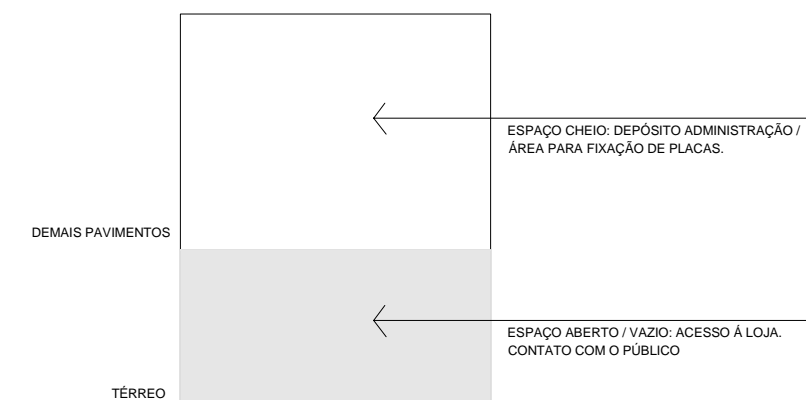 ESPAÇO CHEIO: DEPÓSITO ADMINISTRAÇÃO /
ÁREA PARA FIXAÇÃO DE PLACAS.
DEMAIS PAVIMENTOS
ESPAÇO ABERTO / VAZIO: ACESSO Á LOJA.
CONTATO COM O PÚBLICO
TÉRREO